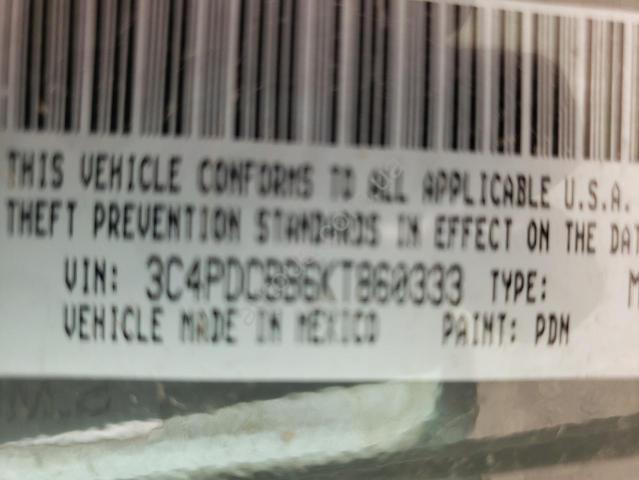 THIS VEHICLE CONFORMS TO ALL APPLICABLE U.S.A.
THEFT PREVENTION STANDARDS IN EFFECT ON THE DAT
VIN: 3C4PDCBB6KT860333 TYPE: M
VEHICLE MADE IN MEXICO PAINT: PDN